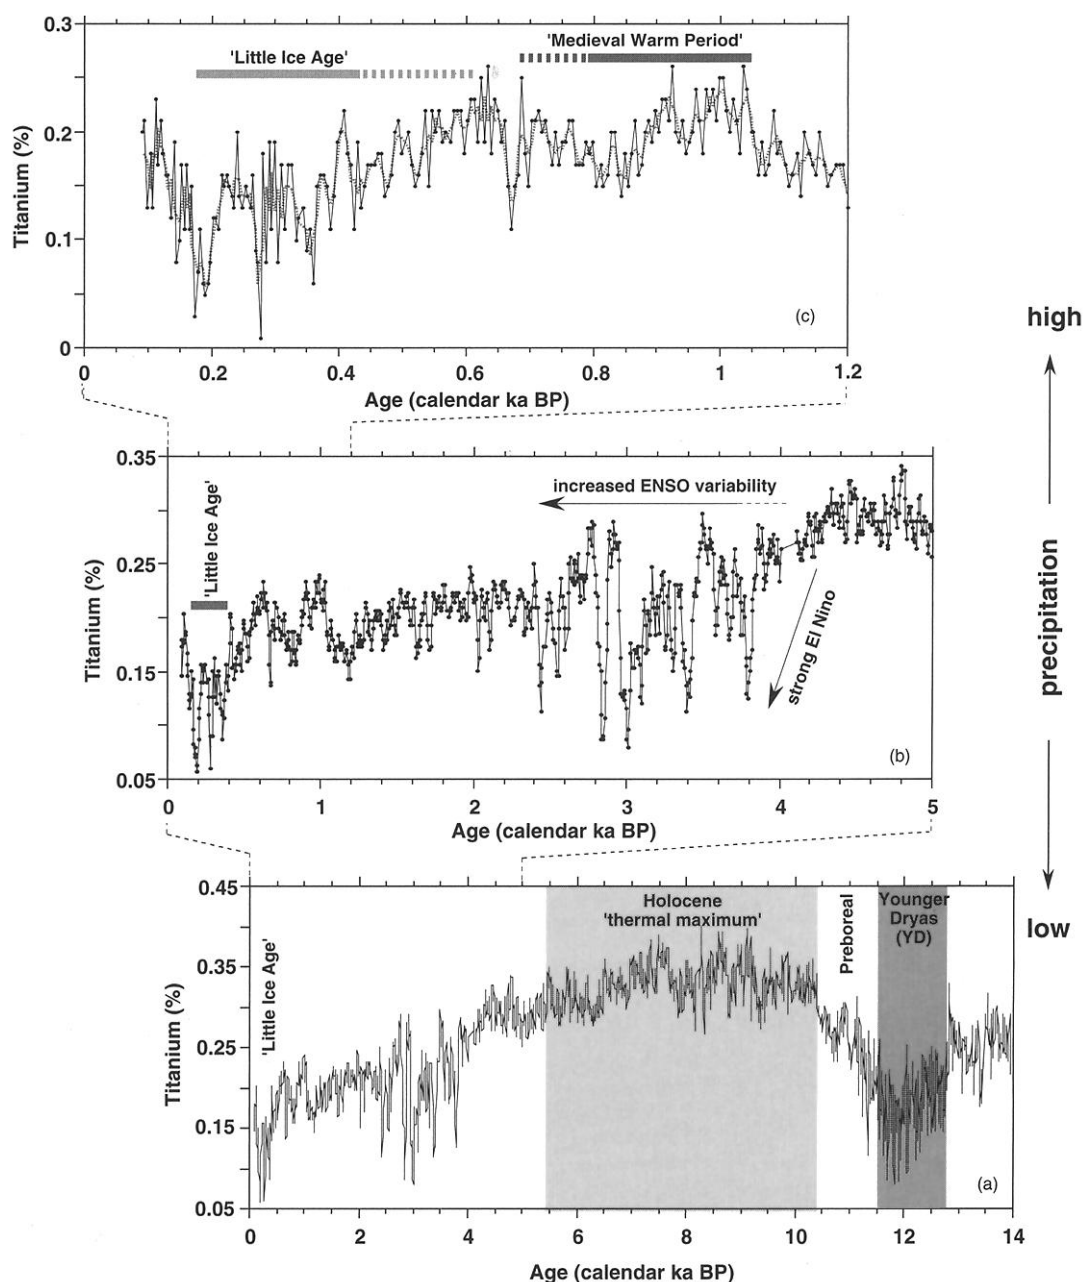 0.3
0.2
0.1
0
Titanium (%)
'Little Ice Age'
'Medieval Warm Period'
(c)
0
0.2
0.4
0.6
0.8
1
1.2
Age (calendar ka BP)
high
precipitation
low
0.35
0.25
0.15
0.05
Titanium (%)
'Little Ice Age'
increased ENSO variability
strong El Nino
(b)
0
1
2
3
4
5
Age (calendar ka BP)
0.45
0.35
0.25
0.15
0.05
Titanium (%)
'Little Ice Age'
Holocene
'thermal maximum'
Preboreal
Younger
Dryas
(YD)
(a)
0
2
4
6
8
10
12
14
Age (calendar ka BP)